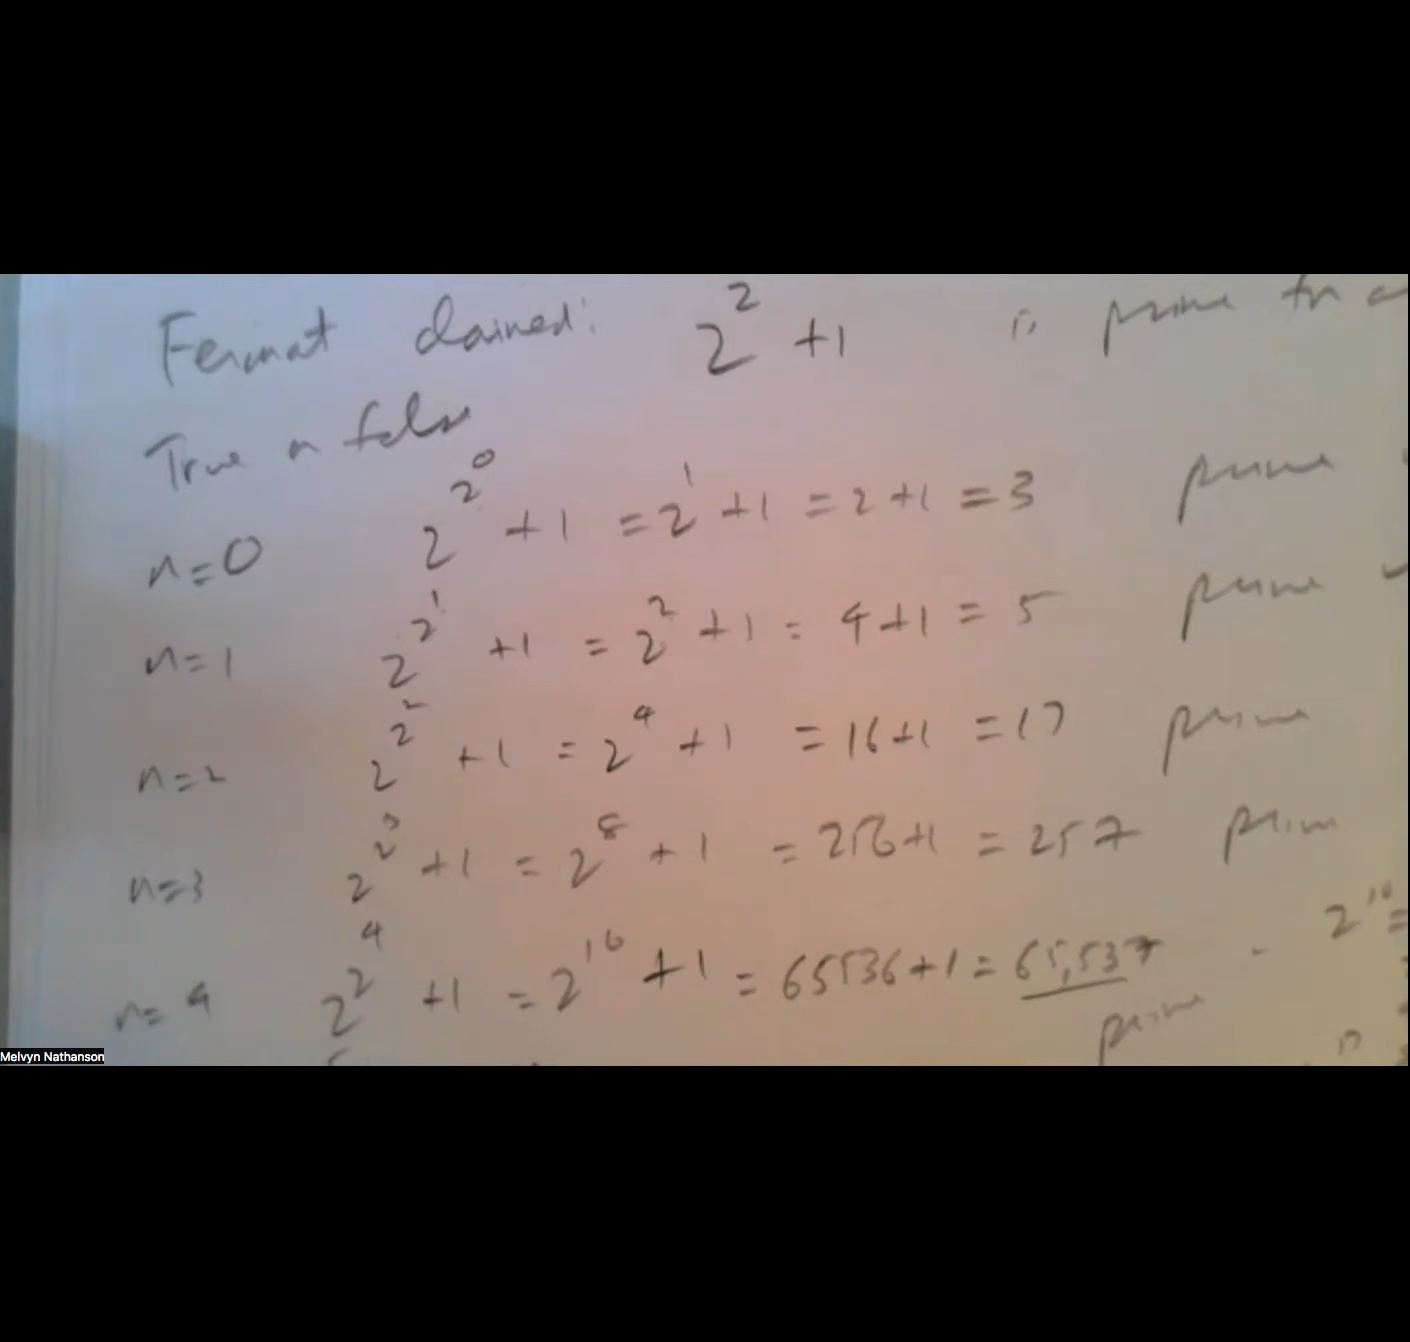 Fermat claimed: 2^2 +1 is prime for a
True or false
n=0 2^2^0 +1 = 2^1 +1 = 2+1 = 3 prime
n=1 2^2^1 +1 = 2^2 +1 = 4+1 = 5 prime
n=2 2^2^2 +1 = 2^4 +1 = 16+1 = 17 prime
n=3 2^2^3 +1 = 2^8 +1 = 256+1 = 257 prime
n=4 2^2^4 +1 = 2^16 +1 = 65536+1 = 65,537 - 2^10 =
prime
Melvyn Nathanson